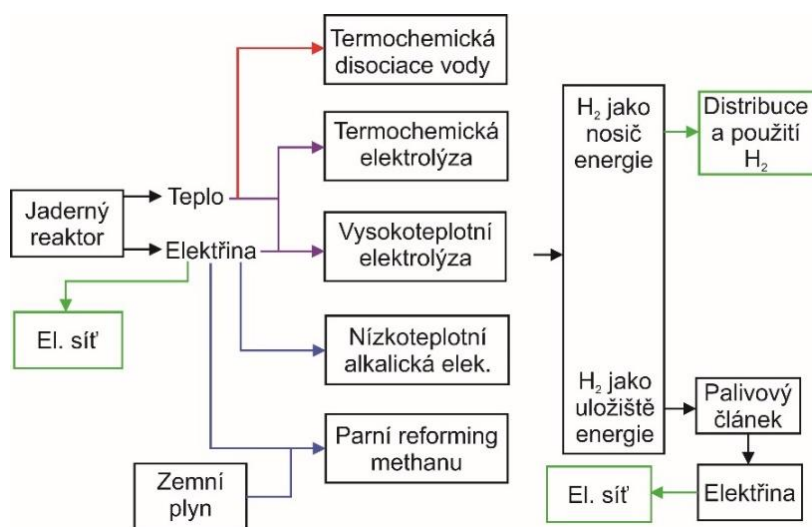 Termochemická
disociace vody
Termochemická
elektrolýza
Teplo
Jaderný
reaktor
Elektřina
Vysokoteplotní
elektrolýza
El. síť
Nízkoteplotní
alkalická elek.
Parní reforming
methanu
Zemní
plyn
H₂ jako
nosič
energie
Distribuce
a použití
H₂
H₂ jako
uložiště
energie
Palivový
článek
Elektřina
El. síť